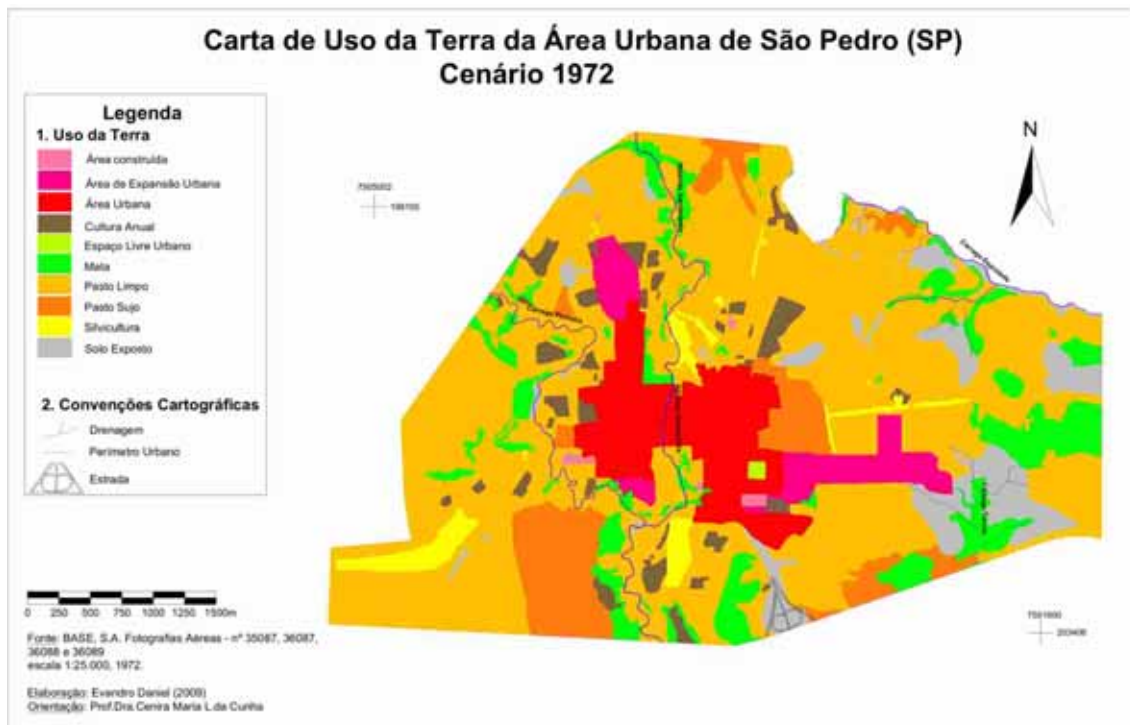 Carta de Uso da Terra da Área Urbana de São Pedro (SP)
Cenário 1972
Legenda
1. Uso da Terra
Área construída
Área de Expansão Urbana
Área Urbana
Cultura Anual
Espaço Livre Urbano
Mata
Pasto Limpo
Pasto Sujo
Silvicultura
Solo Exposto
2. Convenções Cartográficas
Drenagem
Perímetro Urbano
Estrada
0 250 500 750 1000 1250 1500m
Fonte: BASE, S.A. Fotografias Aéreas - nº 35087, 36087,
36088 e 36089
escala 1:25.000, 1972.
Elaboração: Evandro Daniel (2009)
Orientação: Prof.Dra.Cenira Maria L.da Cunha
N
Córrego